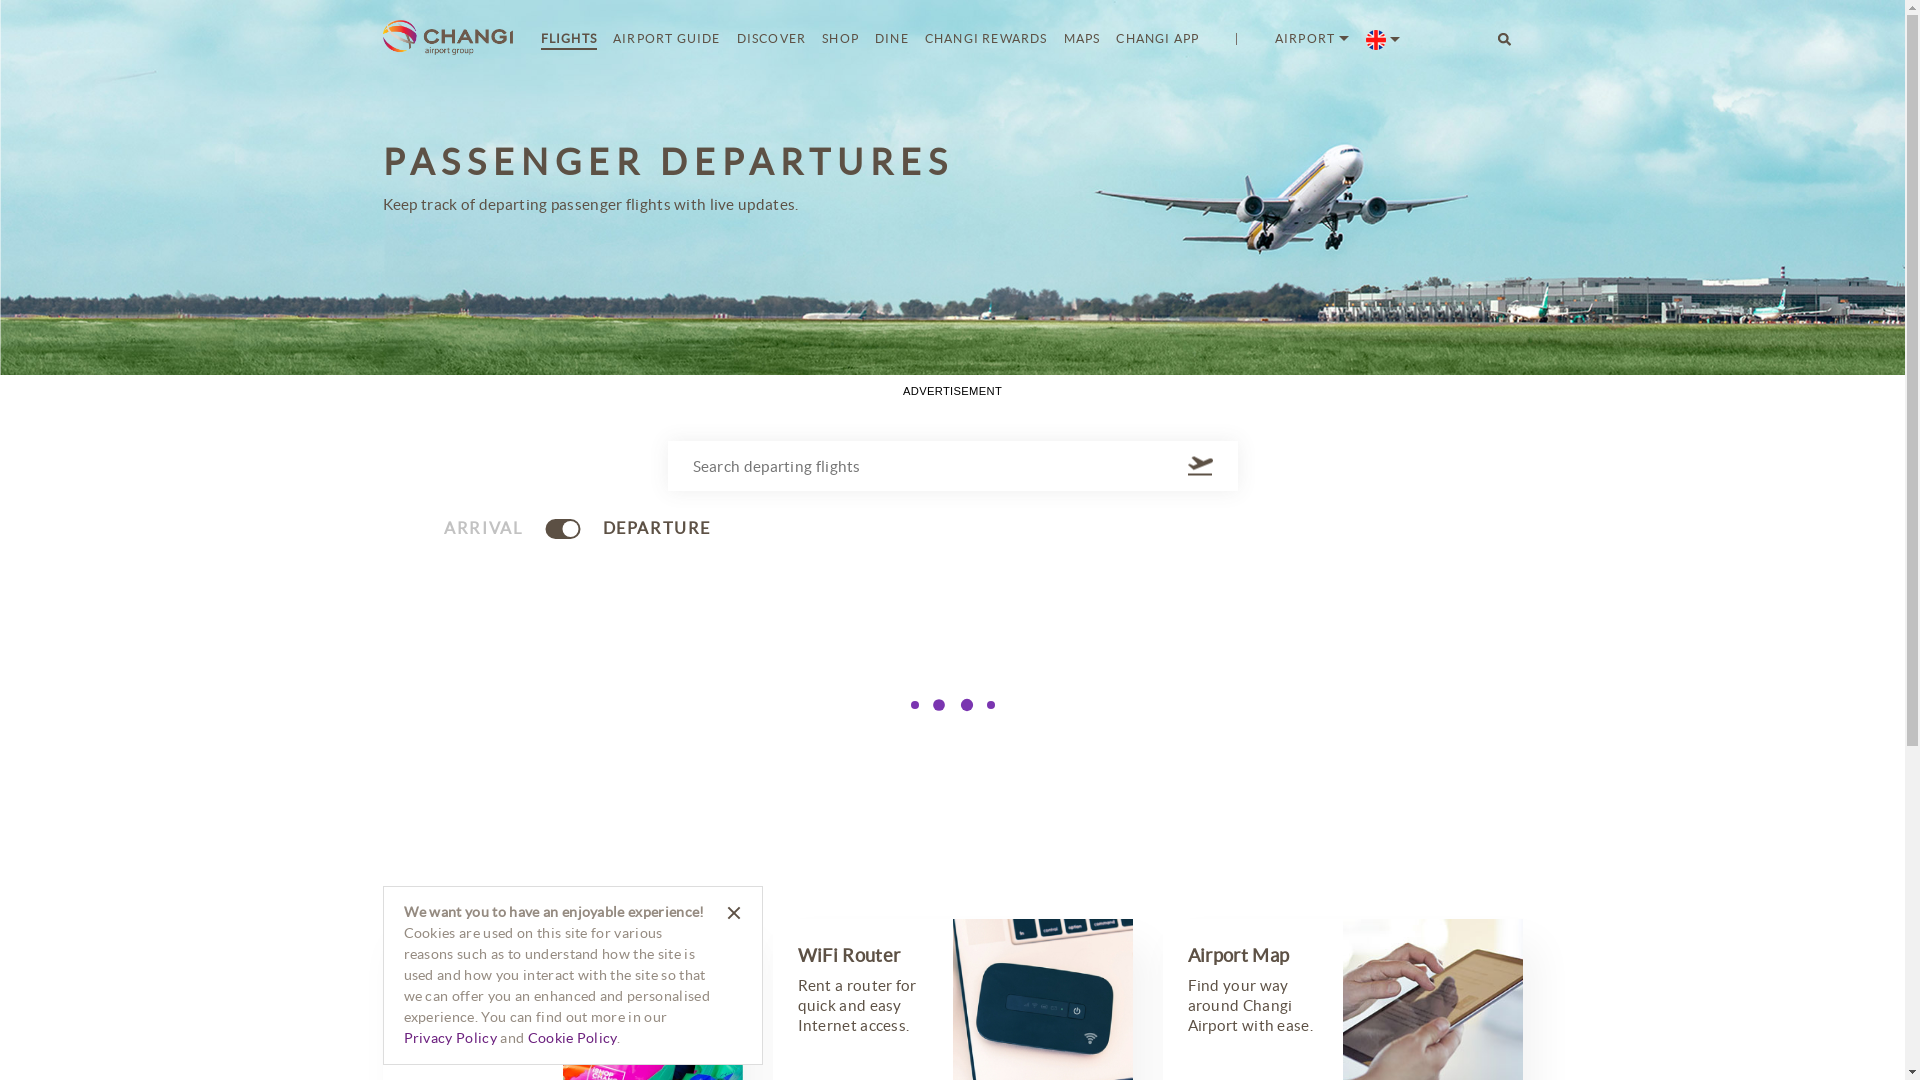 CHANGI
airport group
FLIGHTS AIRPORT GUIDE DISCOVER SHOP DINE CHANGI REWARDS MAPS CHANGI APP | AIRPORT
PASSENGER DEPARTURES
Keep track of departing passenger flights with live updates.
ADVERTISEMENT
Search departing flights
ARRIVAL DEPARTURE
We want you to have an enjoyable experience!
Cookies are used on this site for various
reasons such as to understand how the site is
used and how you interact with the site so that
we can offer you an enhanced and personalised
experience. You can find out more in our
Privacy Policy and Cookie Policy.
WiFi Router
Rent a router for
quick and easy
Internet access.
Airport Map
Find your way
around Changi
Airport with ease.